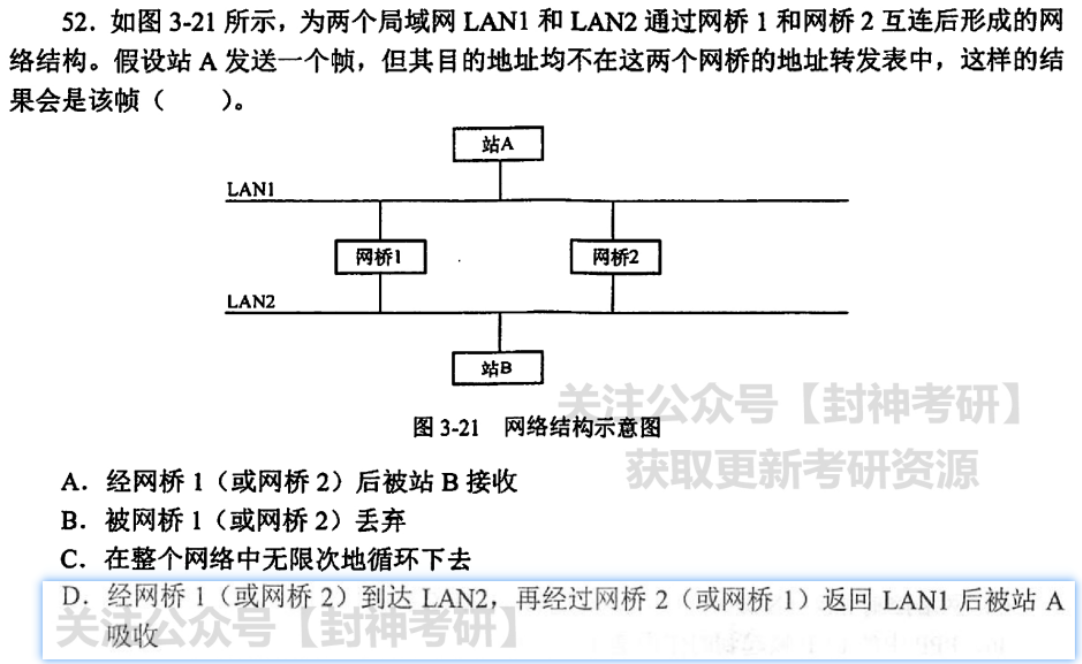 52．如图 3-21 所示，为两个局域网 LAN1 和 LAN2 通过网桥 1 和网桥 2 互连后形成的网
络结构。假设站 A 发送一个帧，但其目的地址均不在这两个网桥的地址转发表中，这样的结
果会是该帧（　　）。
站A
LAN1
网桥1
网桥2
LAN2
站B
关注公众号【封神考研】
图 3-21　网络结构示意图
获取更新考研资源
A．经网桥 1（或网桥 2）后被站 B 接收
B．被网桥 1（或网桥 2）丢弃
C．在整个网络中无限次地循环下去
D．经网桥 1（或网桥 2）到达 LAN2，再经过网桥 2（或网桥 1）返回 LAN1 后被站 A
关注公众号【封神考研】
吸收